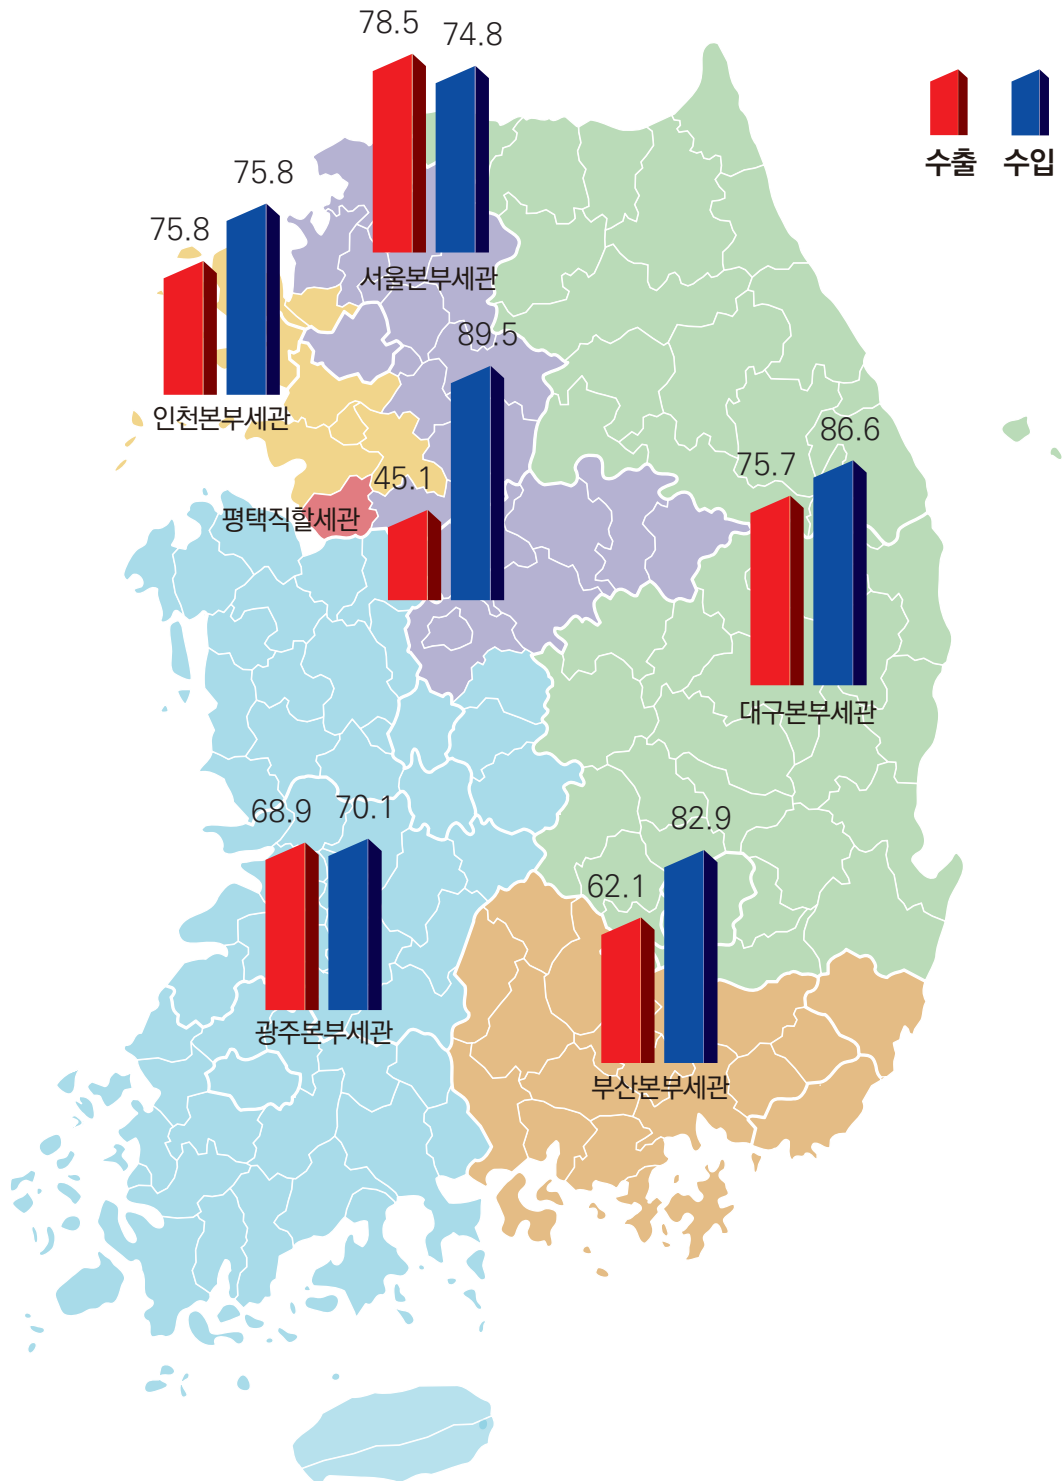 78.5
74.8
수출
수입
75.8
75.8
서울본부세관
89.5
인천본부세관
86.6
75.7
45.1
평택직할세관
대구본부세관
68.9
70.1
82.9
62.1
광주본부세관
부산본부세관